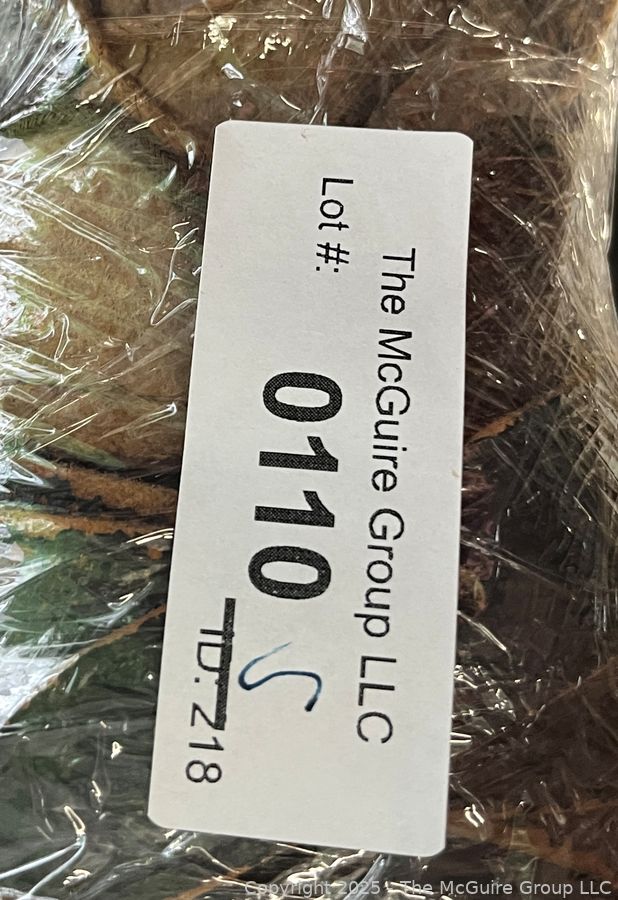 The McGuire Group LLC
Lot #:
0110 S
ID: 218
Copyright 2025 - The McGuire Group LLC